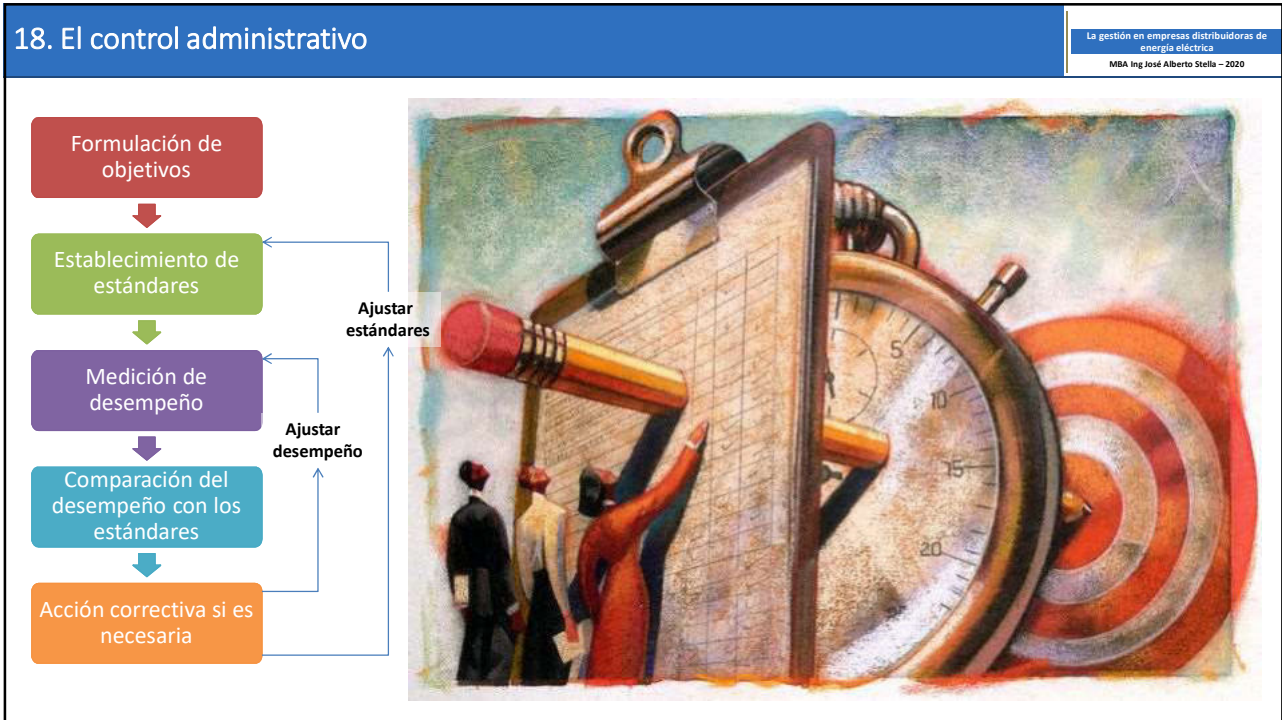 18. El control administrativo
La gestión en empresas distribuidoras de
energía eléctrica
MBA Ing José Alberto Stella – 2020
Formulación de
objetivos
Establecimiento de
estándares
Ajustar
estándares
Medición de
desempeño
Ajustar
desempeño
Comparación del
desempeño con los
estándares
Acción correctiva si es
necesaria
5
10
15
20